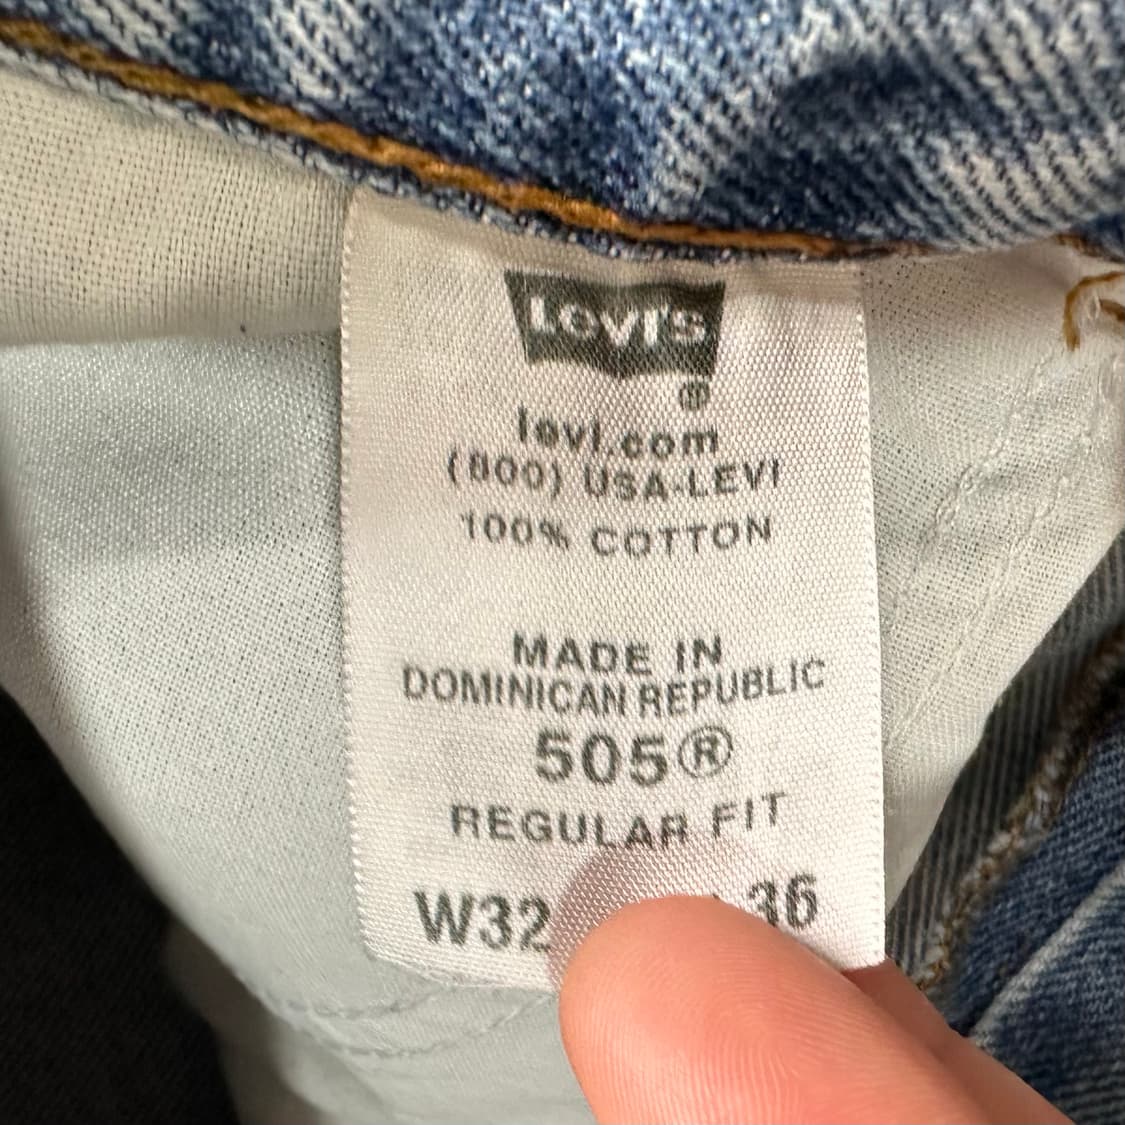 Levi's
®
levi.com
(800) USA-LEVI
100% COTTON
MADE IN
DOMINICAN REPUBLIC
505®
REGULAR FIT
W32 36